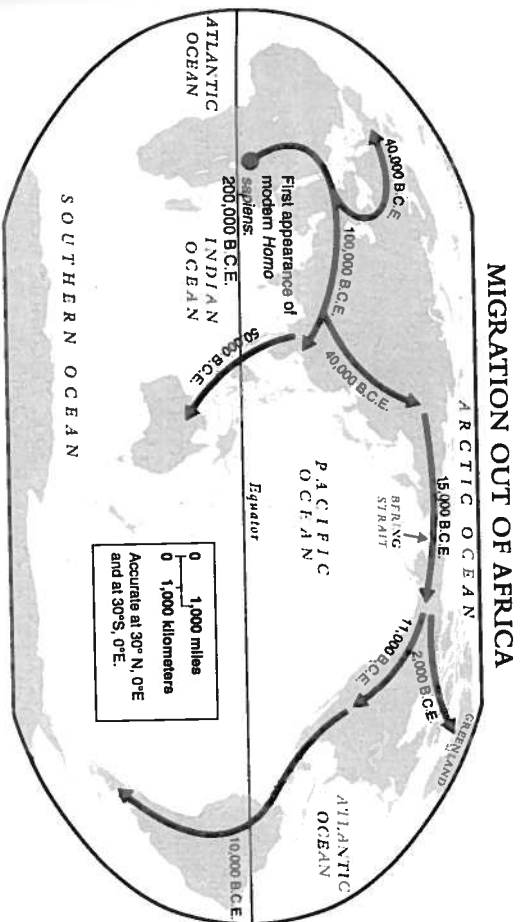 MIGRATION OUT OF AFRICA
ARCTIC OCEAN
GREENLAND
40,000 B.C.E.
15,000 B.C.E.
BERING
STRAIT
2,000 B.C.E.
11,000B.C.E.
100,000 B.C.E.
40,000 B.C.E.
ATLANTIC
OCEAN
PACIFIC
OCEAN
ATLANTIC
OCEAN
First appearance of
modern Homo
sapiens:
200,000 B.C.E.
Equator
10,000 B.C.E.
INDIAN
OCEAN
50,000 B.C.E.
0 1,000 miles
0 1,000 kilometers
Accurate at 30° N, 0°E
and at 30°S, 0°E.
SOUTHERN OCEAN